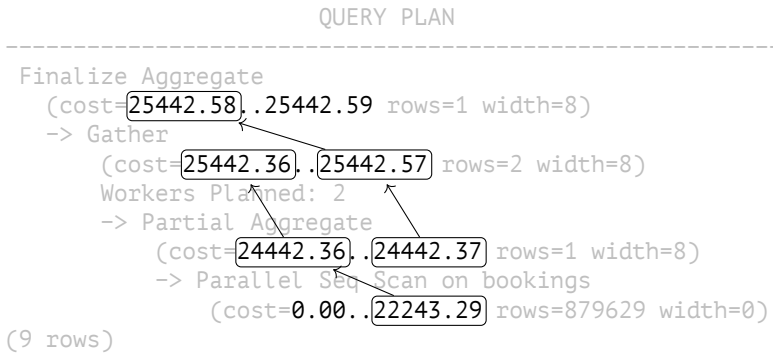 QUERY PLAN
−−−−−−−−−−−−−−−−−−−−−−−−−−−−−−−−−−−−−−−−−−−−−−−−−−−−−−−−−
Finalize Aggregate
(cost=25442.58..25442.59 rows=1 width=8)
−> Gather
(cost=25442.36..25442.57 rows=2 width=8)
Workers Planned: 2
−> Partial Aggregate
(cost=24442.36..24442.37 rows=1 width=8)
−> Parallel Seq Scan on bookings
(cost=0.00..22243.29 rows=879629 width=0)
(9 rows)